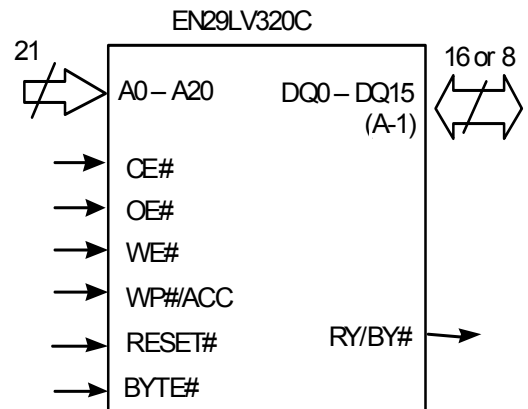 EN29LV320C
21
16 or 8
A0 – A20
DQ0 – DQ15
(A-1)
CE#
OE#
WE#
WP#/ACC
RESET#
RY/BY#
BYTE#